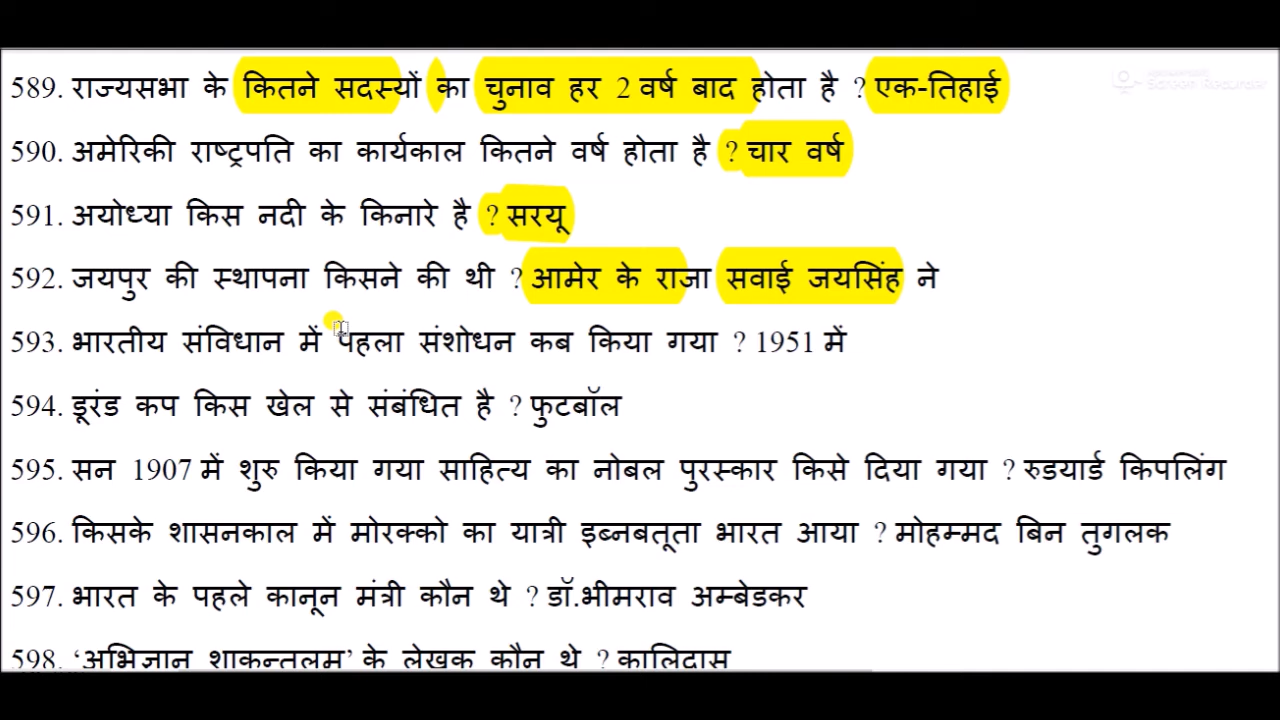 589. राज्यसभा के कितने सदस्यों का चुनाव हर 2 वर्ष बाद होता है ? एक-तिहाई
590. अमेरिकी राष्ट्रपति का कार्यकाल कितने वर्ष होता है ? चार वर्ष
591. अयोध्या किस नदी के किनारे है ? सरयू
592. जयपुर की स्थापना किसने की थी ? आमेर के राजा सवाई जयसिंह ने
593. भारतीय संविधान में पहला संशोधन कब किया गया ? 1951 में
594. डूरंड कप किस खेल से संबंधित है ? फुटबॉल
595. सन 1907 में शुरु किया गया साहित्य का नोबल पुरस्कार किसे दिया गया ? रुडयार्ड किपलिंग
596. किसके शासनकाल में मोरक्को का यात्री इब्नबतूता भारत आया ? मोहम्मद बिन तुगलक
597. भारत के पहले कानून मंत्री कौन थे ? डॉ.भीमराव अम्बेडकर
598. ‘अभिज्ञान शाकुन्तलम’ के लेखक कौन थे ? कालिदास
Screen Recorder